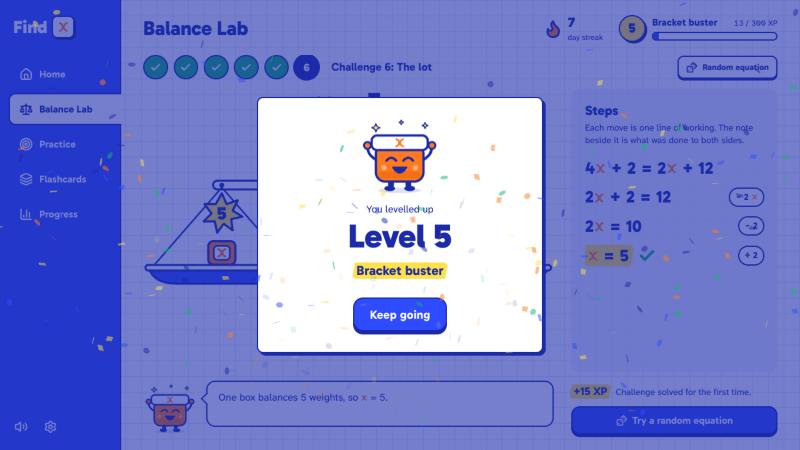 Find X
Home
Balance Lab
Practice
Flashcards
Progress
Balance Lab
7
day streak
5
Bracket buster
13 / 300 XP
6
Challenge 6: The lot
Random equation
X
You levelled up
Level 5
Bracket buster
Keep going
5
X
Steps
Each move is one line of working. The note
beside it is what was done to both sides.
4x + 2 = 2x + 12
2x + 2 = 12
2x = 10
x = 5
÷ 2
One box balances 5 weights, so x = 5.
X
+15 XP
Challenge solved for the first time.
Try a random equation